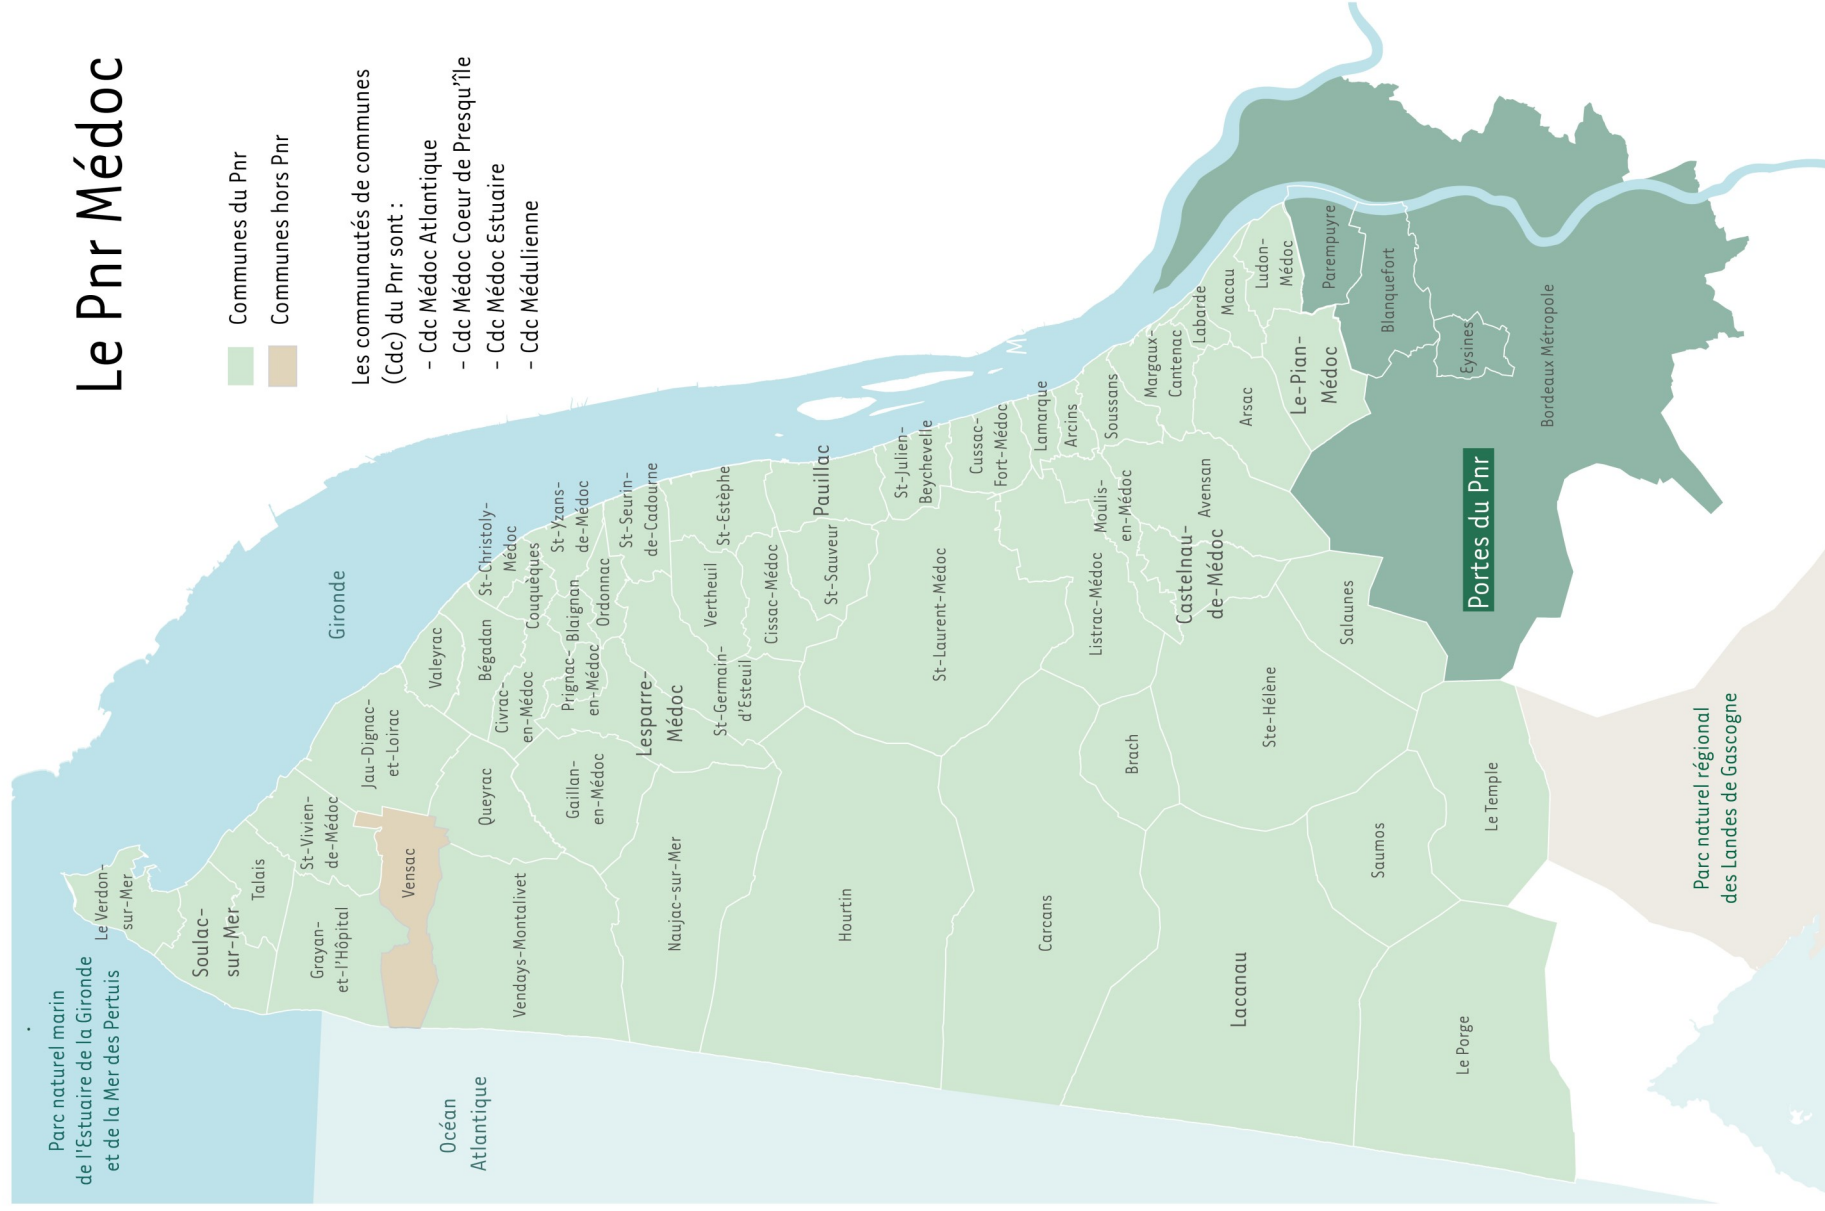 Le Pnr Médoc
Communes du Pnr
Communes hors Pnr
Les communautés de communes
(Cdc) du Pnr sont :
- Cdc Médoc Atlantique
- Cdc Médoc Coeur de Presqu'île
- Cdc Médoc Estuaire
- Cdc Médulienne
Parc naturel marin
de l'Estuaire de la Gironde
et de la Mer des Pertuis
Océan
Atlantique
Gironde
Le Verdon-
sur-Mer
Soulac-
sur-Mer
Talais
Grayan-
et-l'Hôpital
St-Vivien-
de-Médoc
Jau-Dignac-
et-Loirac
Vensac
Valeyrac
Queyrac
Bégadan
St-Christoly-
Médoc
Couquèques
Civrac-
en-Médoc
Vendays-Montalivet
Gaillan-
en-Médoc
Prignac-
en-Médoc
Blaignan
St-Yzans-
de-Médoc
Ordonnac
St-Seurin-
de-Cadourne
Lesparre-
Médoc
Naujac-sur-Mer
St-Germain-
d'Esteuil
Vertheuil
St-Estèphe
Cissac-Médoc
Pauillac
St-Sauveur
Hourtin
St-Laurent-Médoc
St-Julien-
Beychevelle
Cussac-
Fort-Médoc
Carcans
Lamarque
Arcins
Soussans
Listrac-Médoc
Moulis-
en-Médoc
Brach
Margaux-
Cantenac
Labarde
Macau
Ludon-
Médoc
Avensan
Castelnau-
de-Médoc
Arsac
Le-Pian-
Médoc
Lacanau
Ste-Hélène
Salaunes
Saumos
Le Temple
Le Porge
Parempuyre
Blanquefort
Eysines
Bordeaux Métropole
Portes du Pnr
Parc naturel régional
des Landes de Gascogne